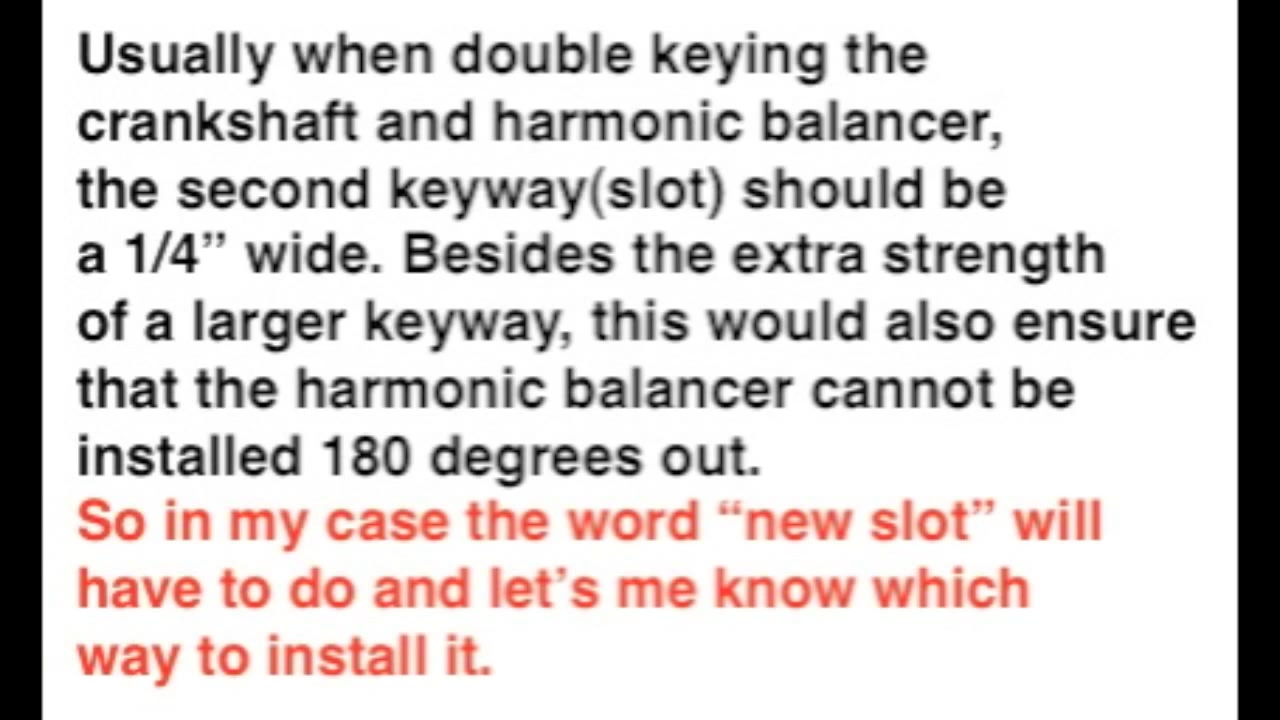 Usually when double keying the
crankshaft and harmonic balancer,
the second keyway(slot) should be
a 1/4” wide. Besides the extra strength
of a larger keyway, this would also ensure
that the harmonic balancer cannot be
installed 180 degrees out.
So in my case the word “new slot” will
have to do and let’s me know which
way to install it.